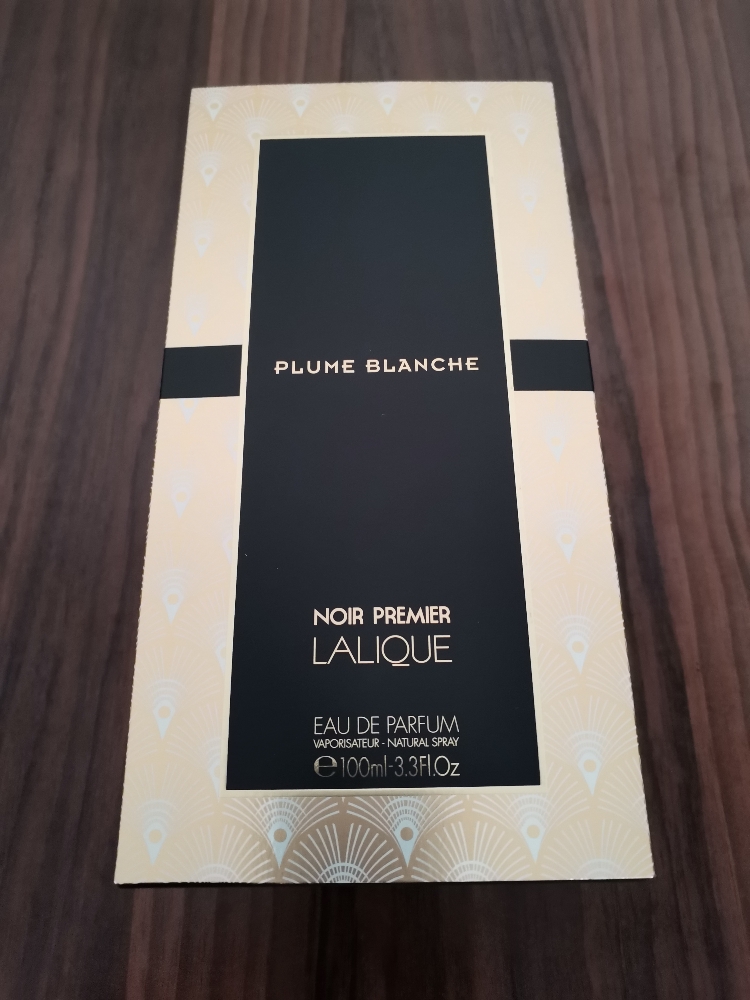 PLUME BLANCHE
NOIR PREMIER
LALIQUE
EAU DE PARFUM
VAPORISATEUR - NATURAL SPRAY
℮100ml-3.3Fl.Oz